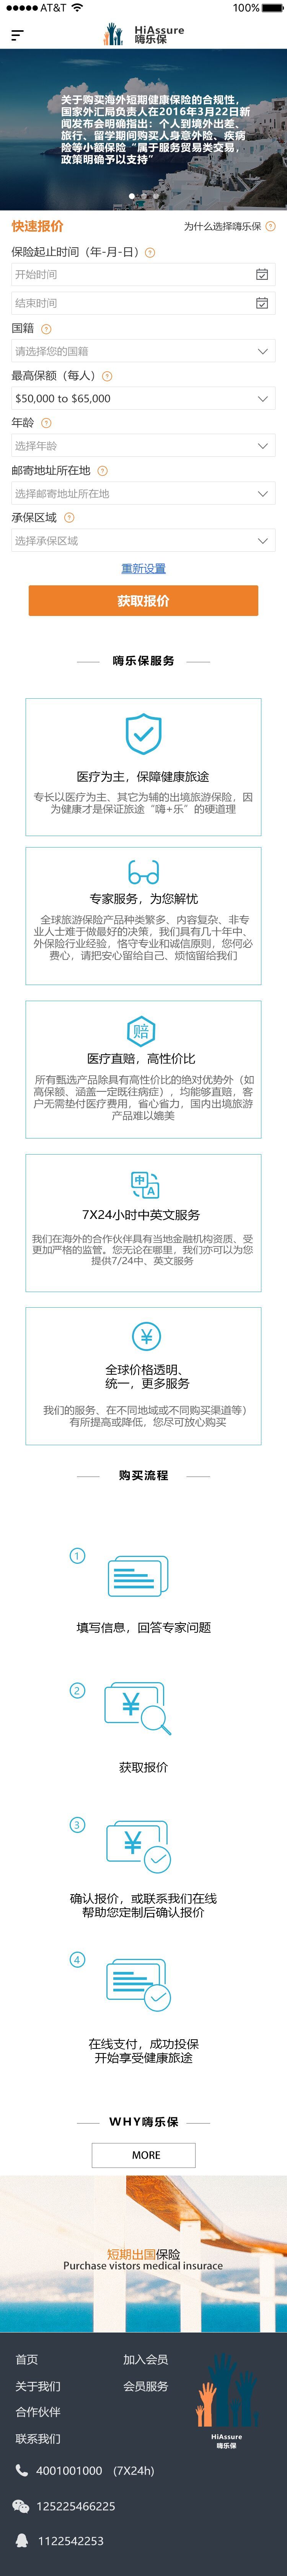 AT&T
100%
HiAssure
嗨乐保
关于购买海外短期健康保险的合规性，
国家外汇局负责人在2016年3月22日新
闻发布会明确指出：个人到境外出差、
旅行、留学期间购买人身意外险、疾病
险等小额保险“属于服务贸易类交易，
政策明确予以支持”
快速报价
为什么选择嗨乐保 ?
保险起止时间（年-月-日） ?
开始时间
结束时间
国籍 ?
请选择您的国籍
最高保额（每人） ?
$50,000 to $65,000
年龄 ?
选择年龄
邮寄地址所在地 ?
选择邮寄地址所在地
承保区域 ?
选择承保区域
重新设置
获取报价
嗨乐保服务
医疗为主，保障健康旅途
专长以医疗为主、其它为辅的出境旅游保险，因
为健康才是保证旅途“嗨+乐”的硬道理
专家服务，为您解忧
全球旅游保险产品种类繁多、内容复杂、非专
业人士难于做最好的决策，我们具有几十年中、
外保险行业经验，恪守专业和诚信原则，您何必
费心，请把安心留给自己、烦恼留给我们
赔
医疗直赔，高性价比
所有甄选产品除具有高性价比的绝对优势外（如
高保额、涵盖一定既往病症），均能够直赔，客
户无需垫付医疗费用，省心省力，国内出境旅游
产品难以媲美
中
A
7X24小时中英文服务
我们在海外的合作伙伴具有当地金融机构资质、受
更加严格的监管。您无论在哪里，我们亦可以为您
提供7/24中、英文服务
¥
全球价格透明、
统一，更多服务
我们的服务、在不同地域或不同购买渠道等）
有所提高或降低，您尽可放心购买
购买流程
1
填写信息，回答专家问题
2
¥
获取报价
3
¥
确认报价，或联系我们在线
帮助您定制后确认报价
4
在线支付，成功投保
开始享受健康旅途
WHY嗨乐保
MORE
短期出国保险
Purchase vistors medical insurace
首页
加入会员
关于我们
会员服务
合作伙伴
联系我们
HiAssure
嗨乐保
4001001000 (7X24h)
125225466225
1122542253